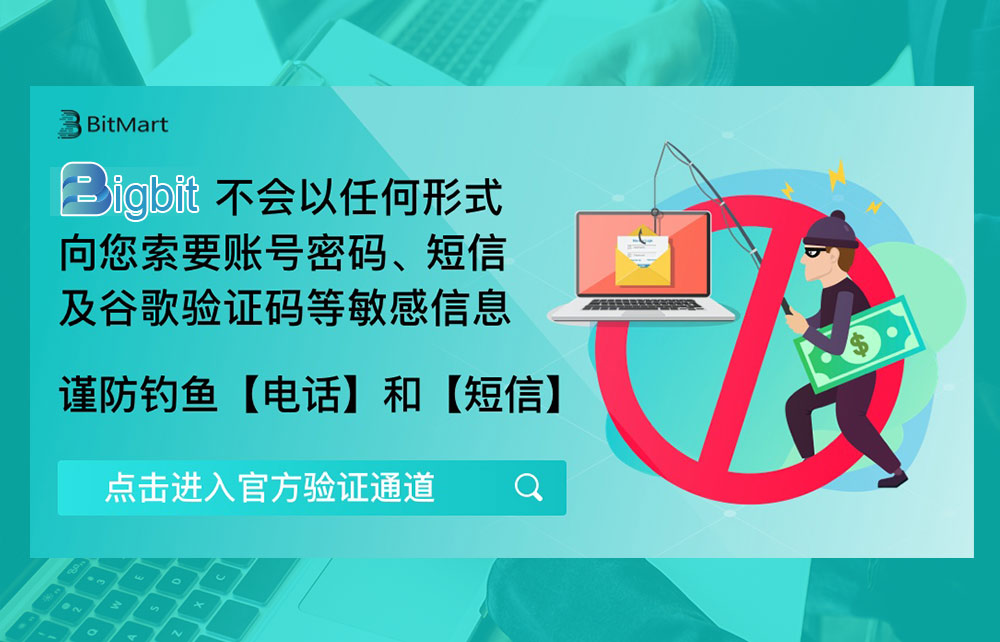 BitMart
Bigbit 不会以任何形式
向您索要账号密码、短信
及谷歌验证码等敏感信息
谨防钓鱼【电话】和【短信】
点击进入官方验证通道